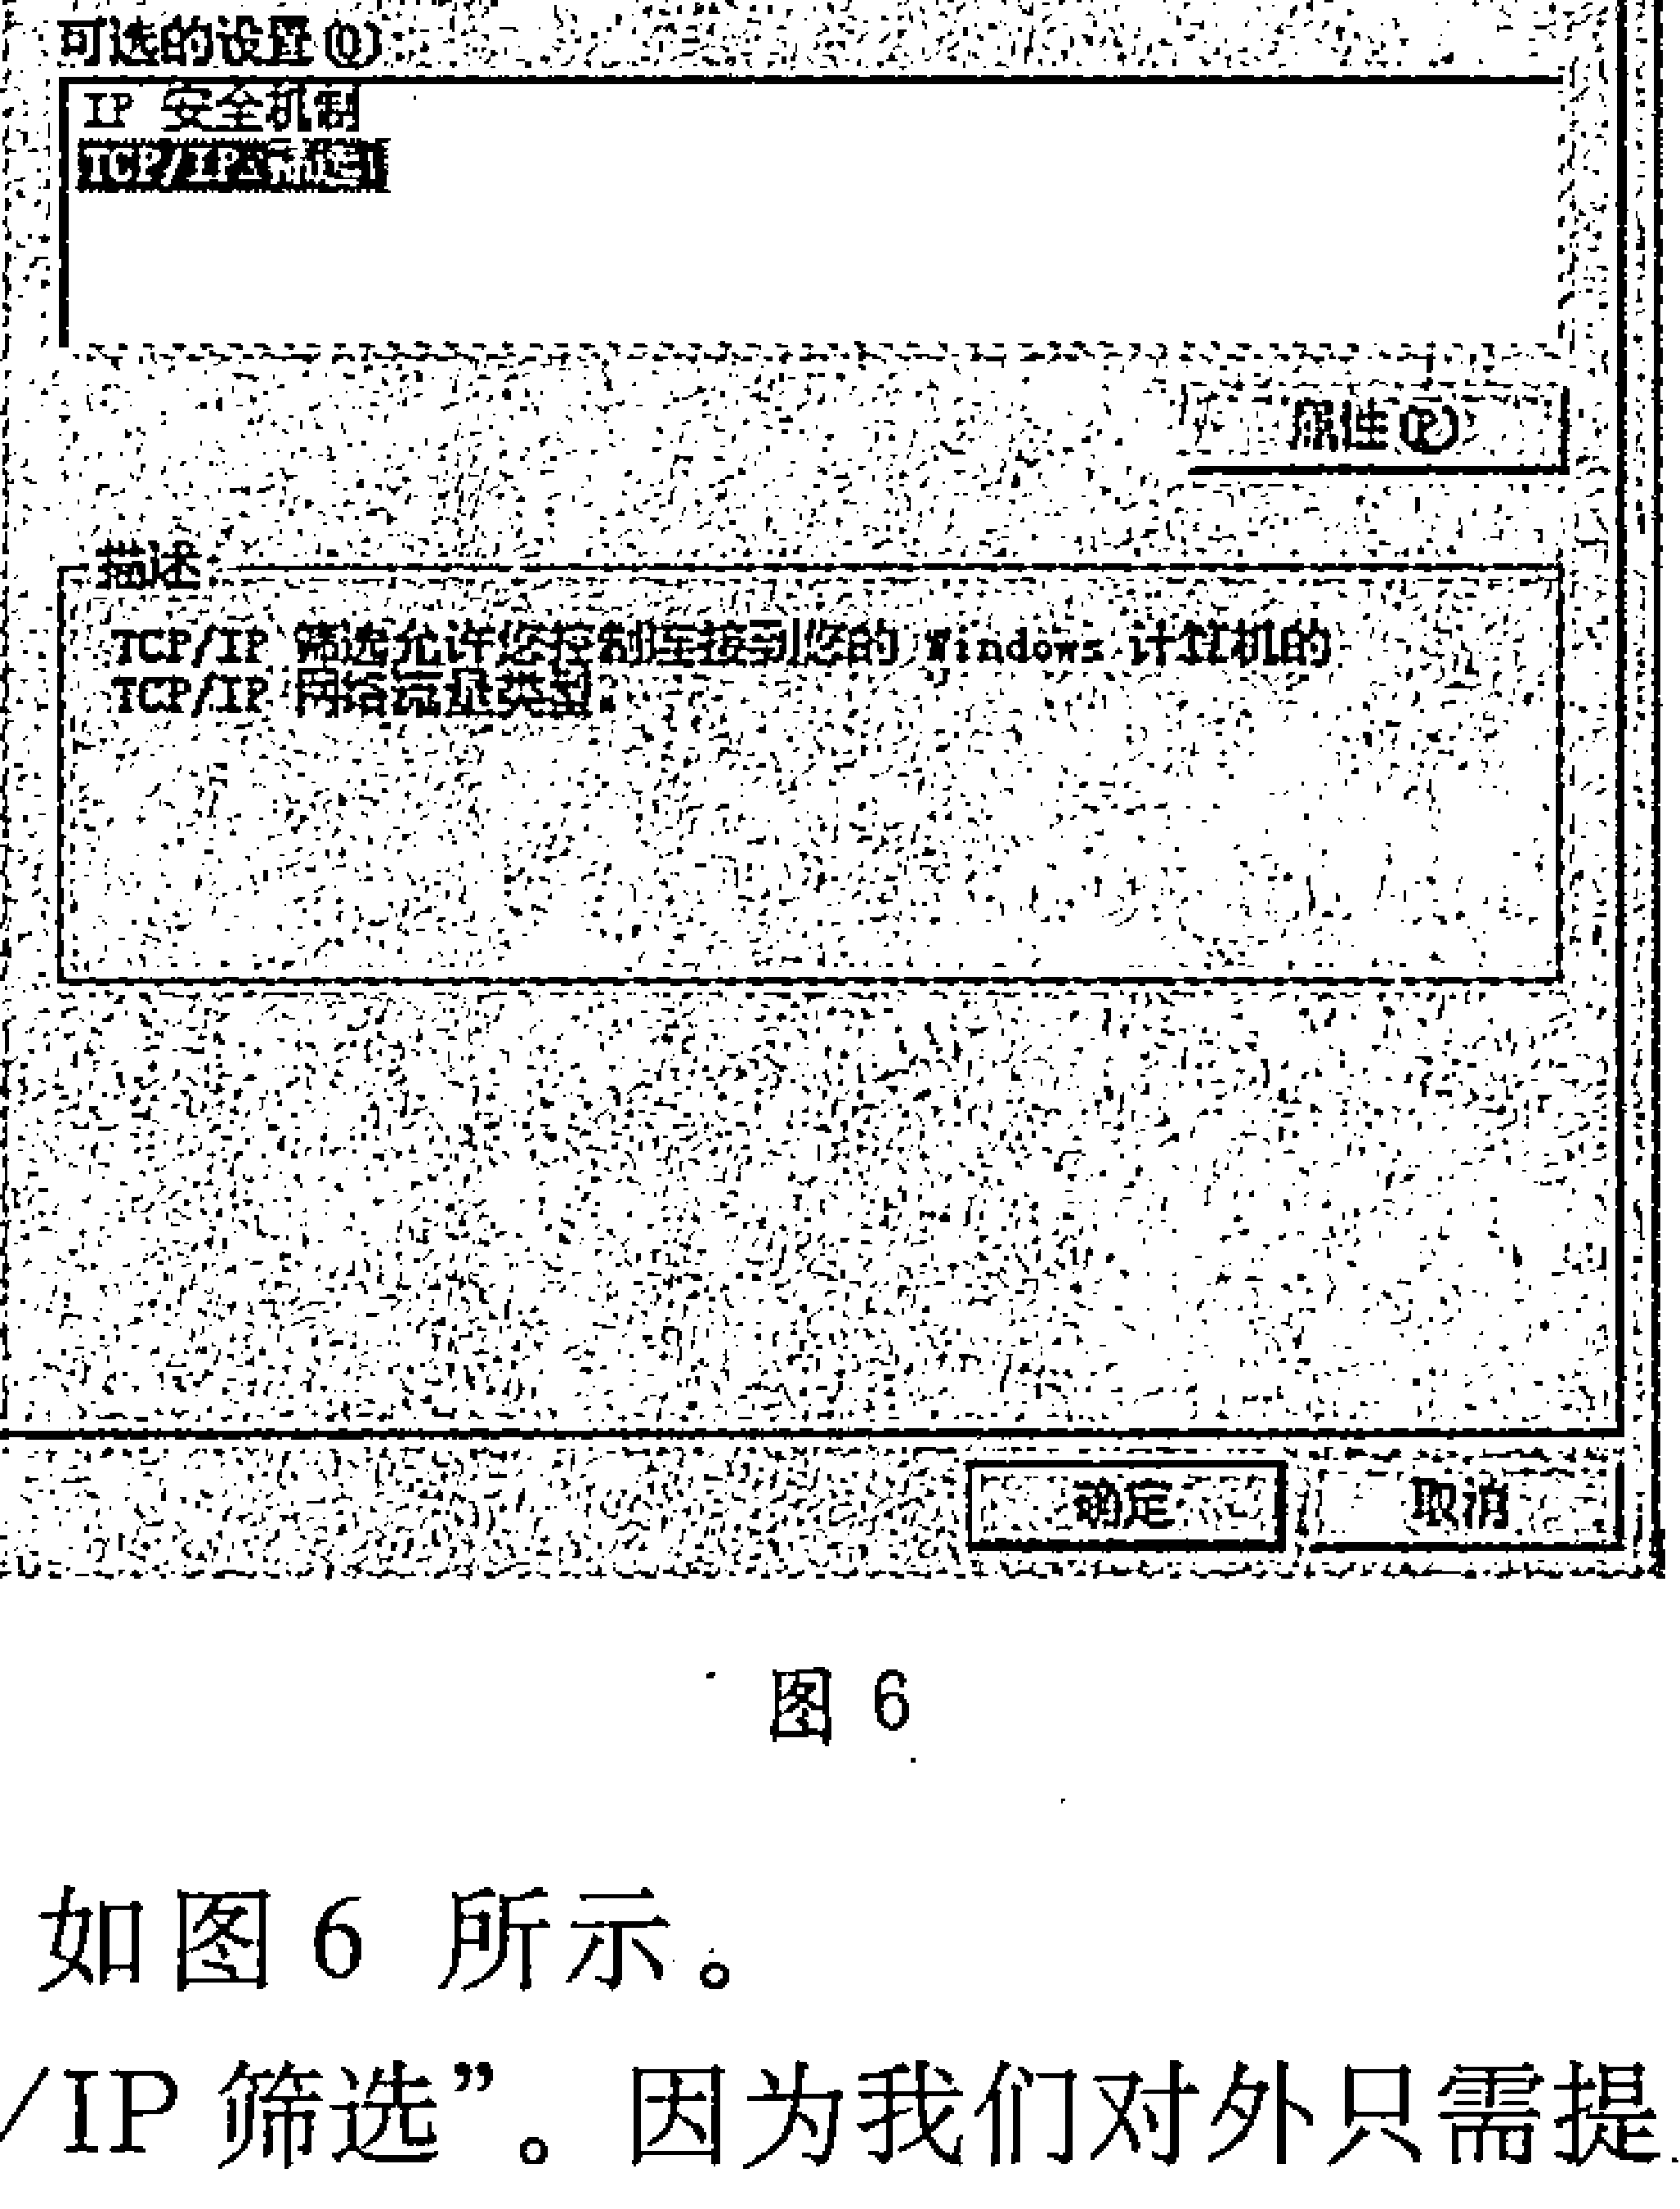 可选的设置(O):
IP 安全机制
TCP/IP 筛选
属性(P)
描述:
TCP/IP 筛选允许您控制连接到您的 Windows 计算机的
TCP/IP 网络流量类型。
确定
取消
图 6
如图 6 所示。
/IP 筛选”。因为我们对外只需提